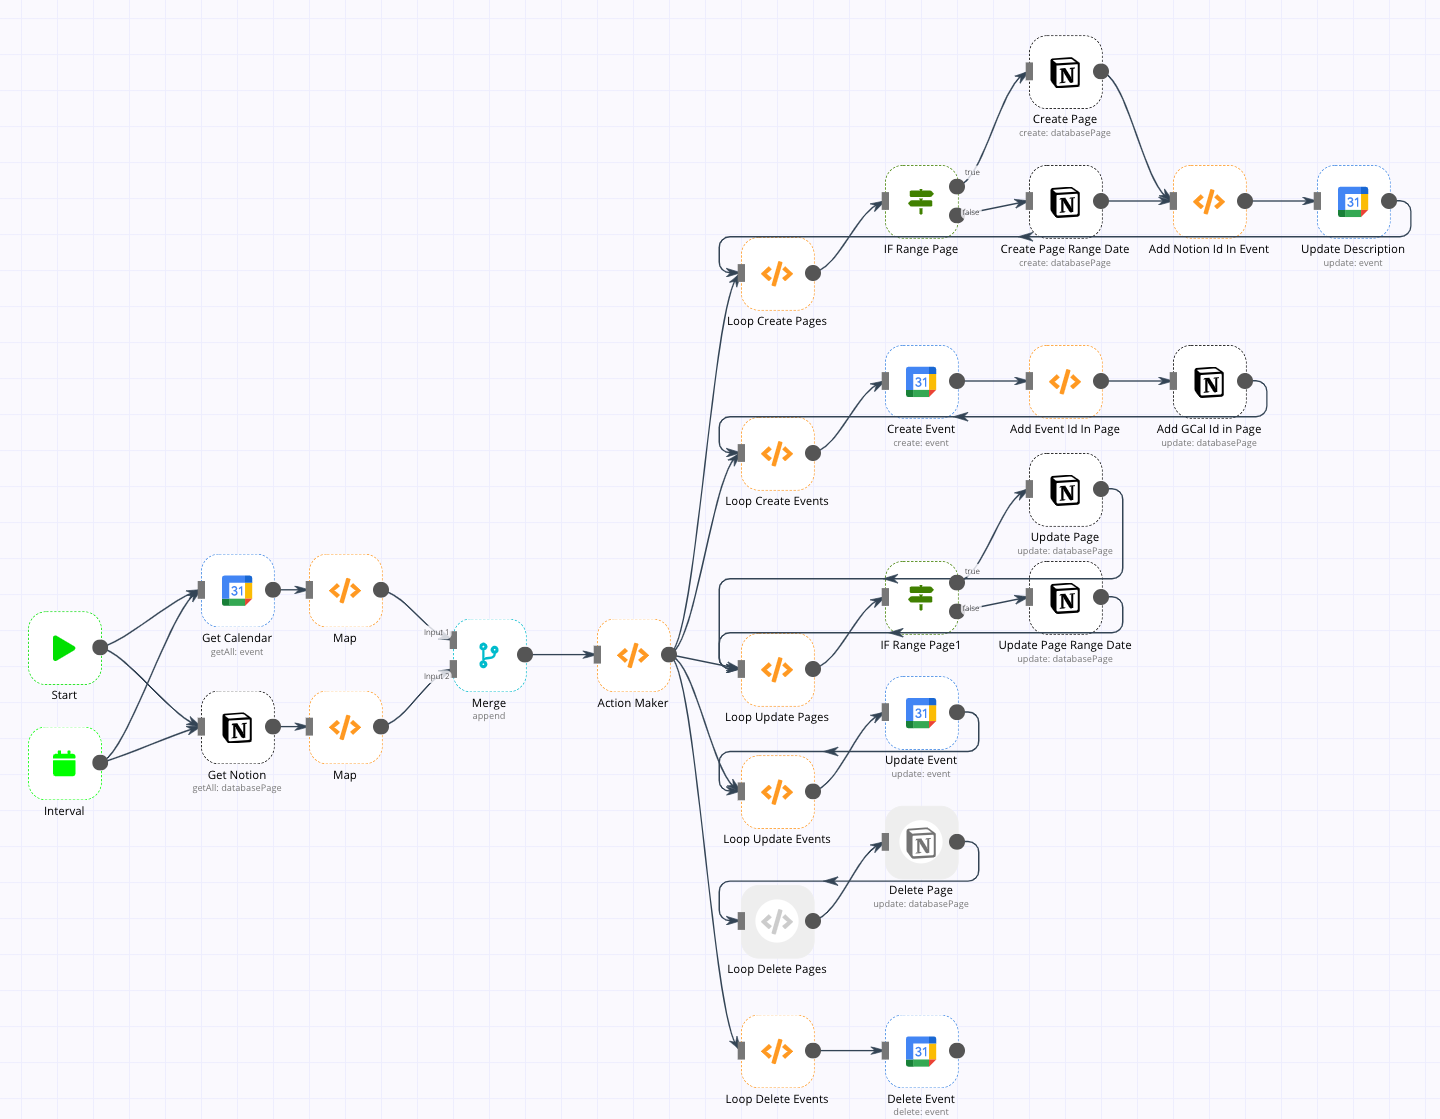 Create Page
create: databasePage
true
false
IF Range Page
Create Page Range Date
create: databasePage
Add Notion Id In Event
31
Update Description
update: event
Loop Create Pages
31
Create Event
create: event
Add Event Id In Page
Add GCal Id in Page
update: databasePage
Loop Create Events
Update Page
update: databasePage
true
false
IF Range Page1
Update Page Range Date
update: databasePage
Start
31
Get Calendar
getAll: event
Map
Input 1
Input 2
Merge
append
Action Maker
Loop Update Pages
Interval
Get Notion
getAll: databasePage
Map
31
Update Event
update: event
Loop Update Events
Delete Page
update: databasePage
Loop Delete Pages
Loop Delete Events
31
Delete Event
delete: event